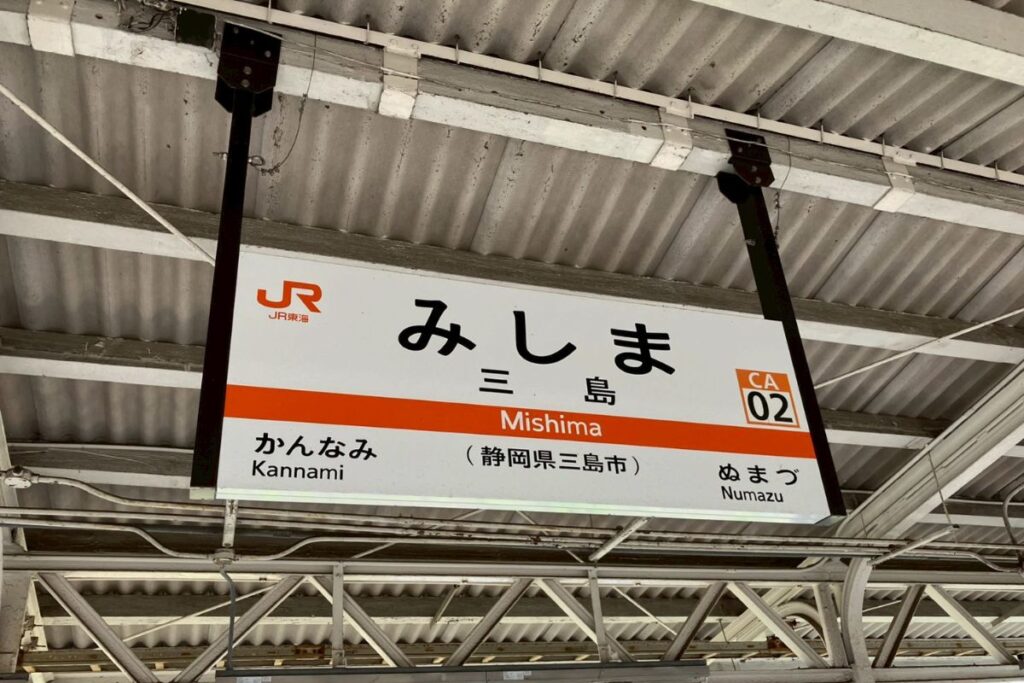 JR
JR東海
みしま
三島
CA
02
Mishima
かんなみ
Kannami
（静岡県三島市）
ぬまづ
Numazu